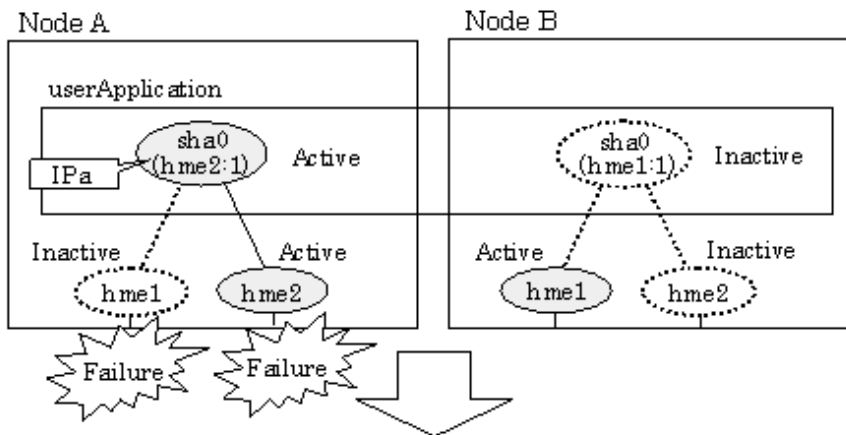 Node A
Node B
userApplication
sha0
(hme2:1)
Active
sha0
(hme1:1)
Inactive
IPa
Inactive
Active
Active
Inactive
hme1
hme2
hme1
hme2
Failure
Failure